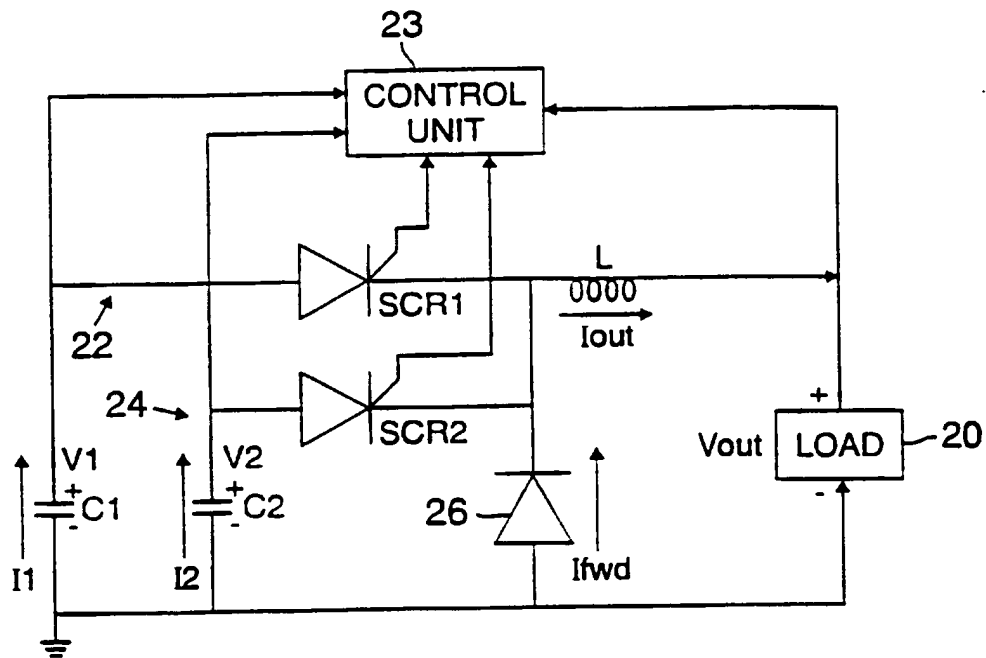 23
CONTROL
UNIT
L
SCR1
Iout
22
24
SCR2
+
V1
V2
Vout
LOAD
20
+
C1
-
+
C2
-
26
-
I1
I2
Ifwd